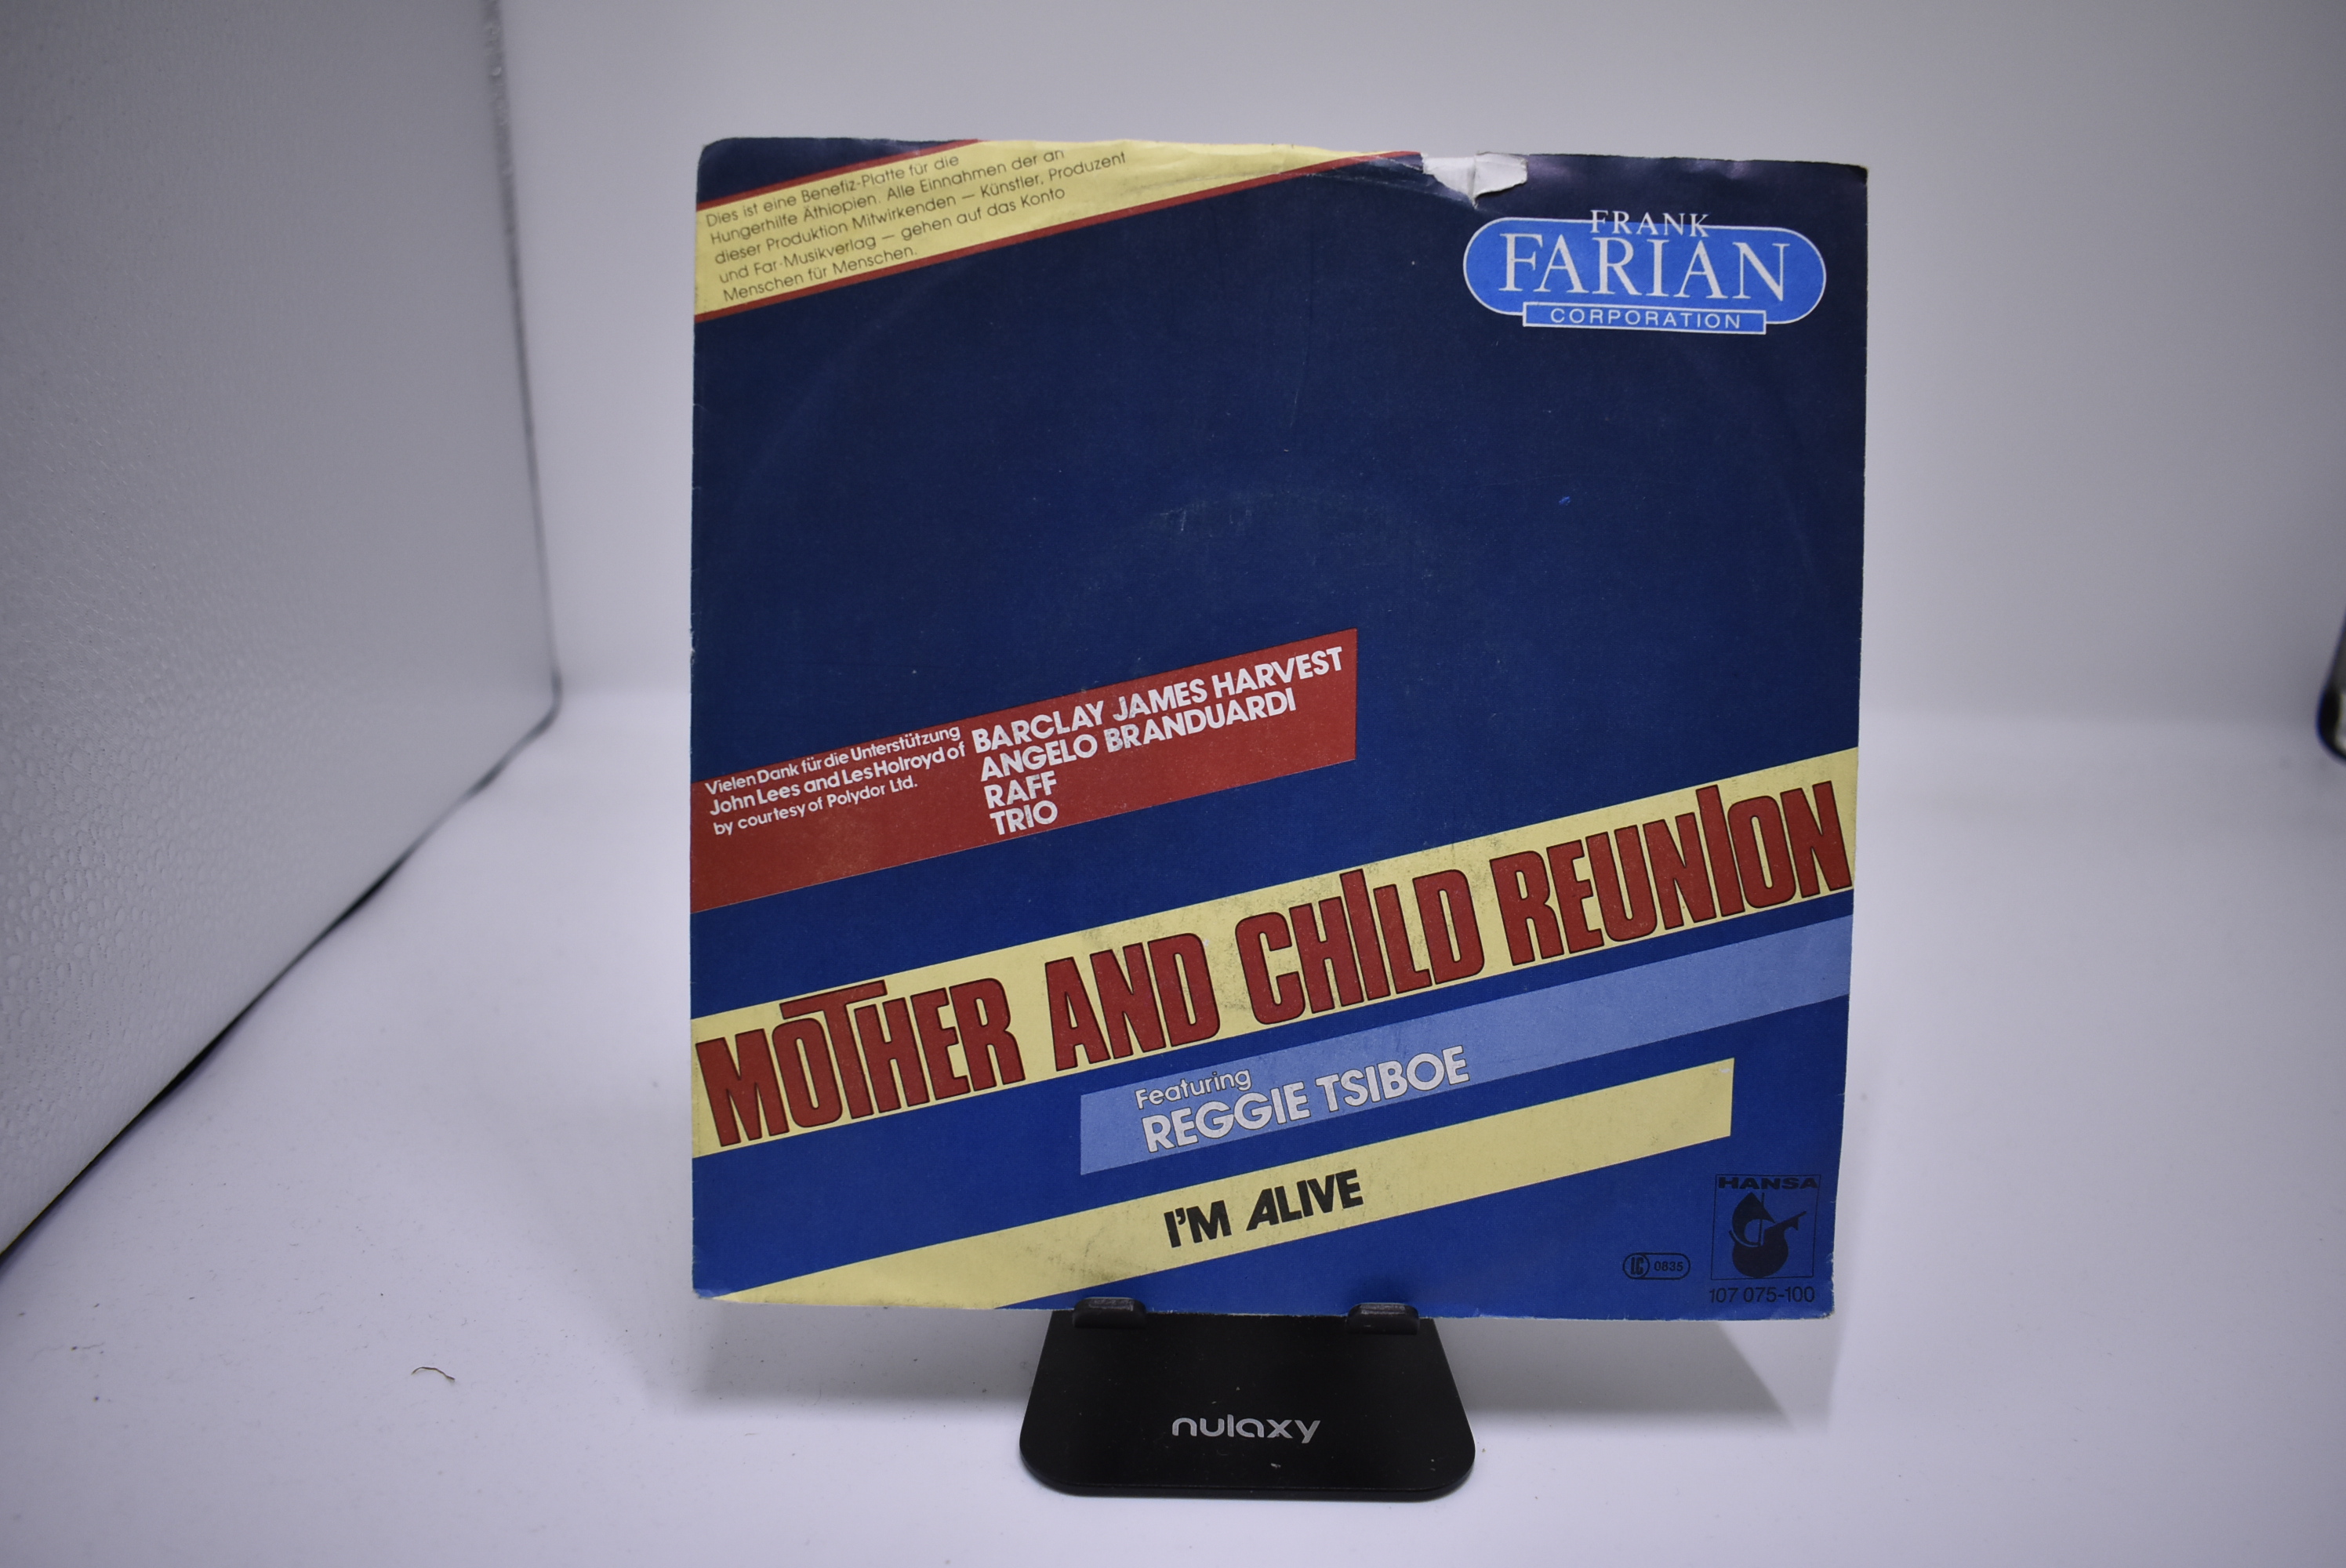 Dies ist eine Benefiz-Platte für die
Hungerhilfe Äthiopien. Alle Einnahmen der an
dieser Produktion Mitwirkenden — Künstler, Produzent
und Far-Musikverlag — gehen auf das Konto
Menschen für Menschen.
FRANK
FARIAN
CORPORATION
Vielen Dank für die Unterstützung
John Lees and Les Holroyd of
by courtesy of Polydor Ltd.
BARCLAY JAMES HARVEST
ANGELO BRANDUARDI
RAFF
TRIO
MOTHER AND CHILD REUNION
Featuring
REGGIE TSIBOE
I'M ALIVE
HANSA
LC 0835
107 075-100
nulaxy